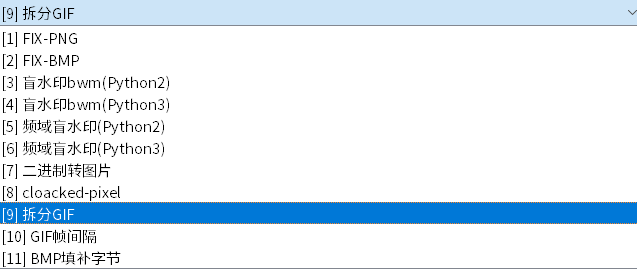 [9] 拆分GIF
[1] FIX-PNG
[2] FIX-BMP
[3] 盲水印bwm(Python2)
[4] 盲水印bwm(Python3)
[5] 频域盲水印(Python2)
[6] 频域盲水印(Python3)
[7] 二进制转图片
[8] cloacked-pixel
[9] 拆分GIF
[10] GIF帧间隔
[11] BMP填补字节